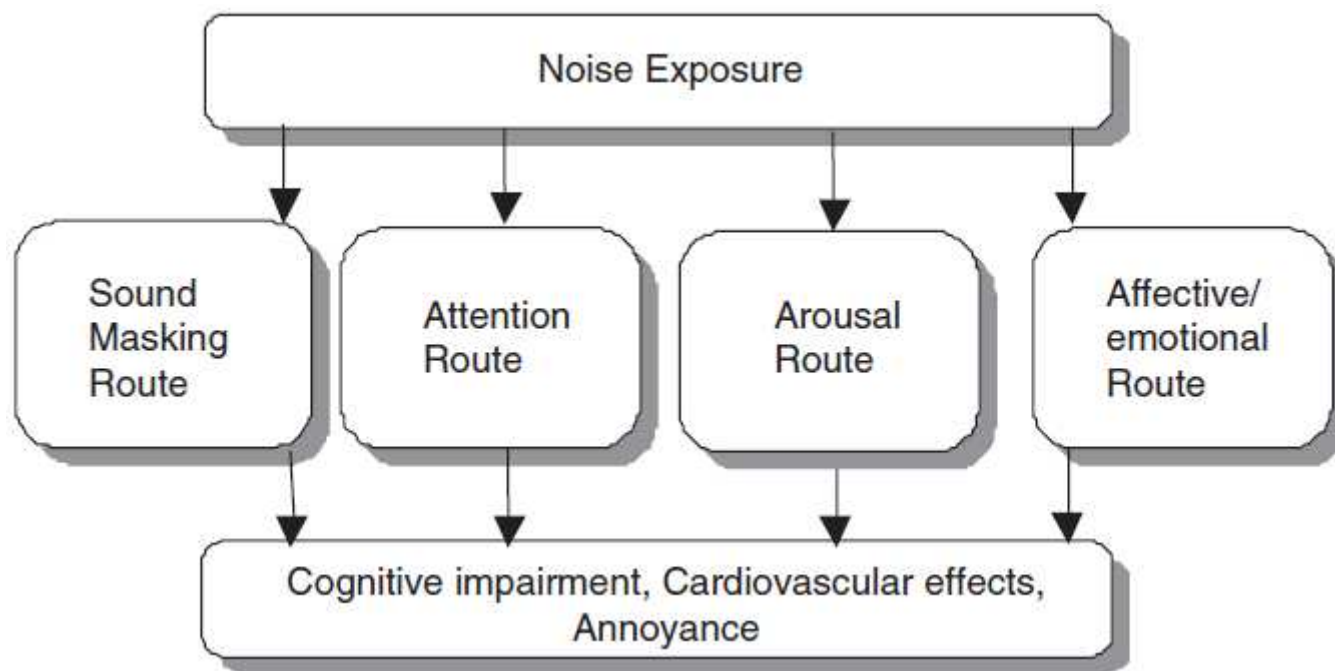 Noise Exposure
Sound
Masking
Route
Attention
Route
Arousal
Route
Affective/
emotional
Route
Cognitive impairment, Cardiovascular effects,
Annoyance